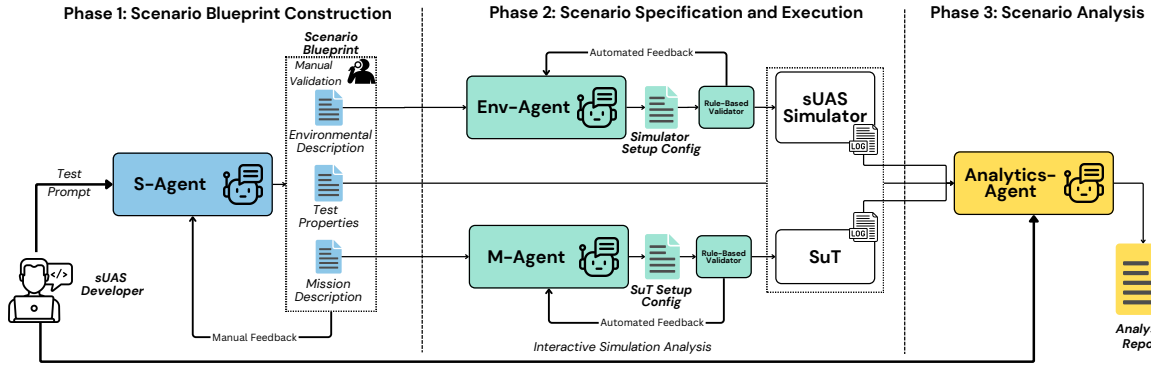 Phase 1: Scenario Blueprint Construction
Phase 2: Scenario Specification and Execution
Phase 3: Scenario Analysis
Scenario
Blueprint
Manual
Validation
Environmental
Description
Test
Properties
Mission
Description
Test
Prompt
S-Agent
sUAS
Developer
Manual Feedback
Automated Feedback
Env-Agent
Simulator
Setup Config
Rule-Based
Validator
sUAS
Simulator
LOG
M-Agent
SuT Setup
Config
Rule-Based
Validator
LOG
SuT
Automated Feedback
Interactive Simulation Analysis
Analytics-
Agent
Analys
Repo